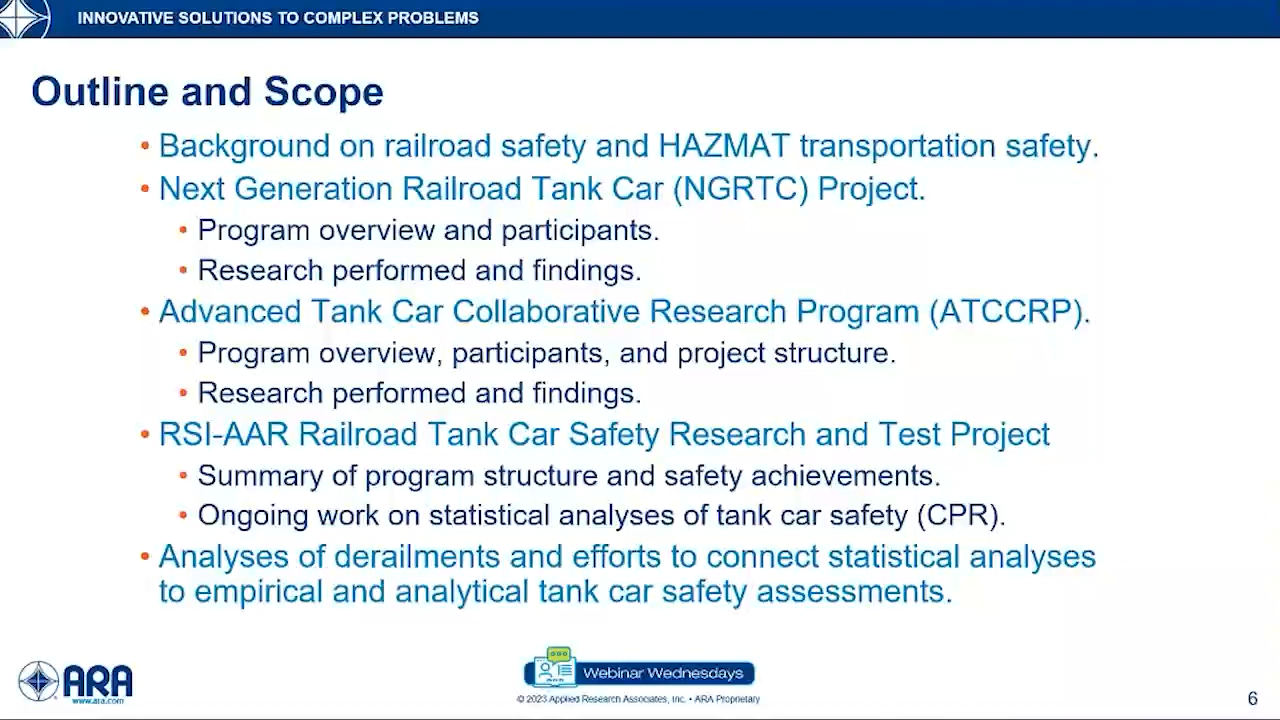 INNOVATIVE SOLUTIONS TO COMPLEX PROBLEMS
Outline and Scope
• Background on railroad safety and HAZMAT transportation safety.
• Next Generation Railroad Tank Car (NGRTC) Project.
• Program overview and participants.
• Research performed and findings.
• Advanced Tank Car Collaborative Research Program (ATCCRP).
• Program overview, participants, and project structure.
• Research performed and findings.
• RSI-AAR Railroad Tank Car Safety Research and Test Project
• Summary of program structure and safety achievements.
• Ongoing work on statistical analyses of tank car safety (CPR).
• Analyses of derailments and efforts to connect statistical analyses
to empirical and analytical tank car safety assessments.
ARA
www.ara.com
Webinar Wednesdays
© 2023 Applied Research Associates, Inc. • ARA Proprietary
6